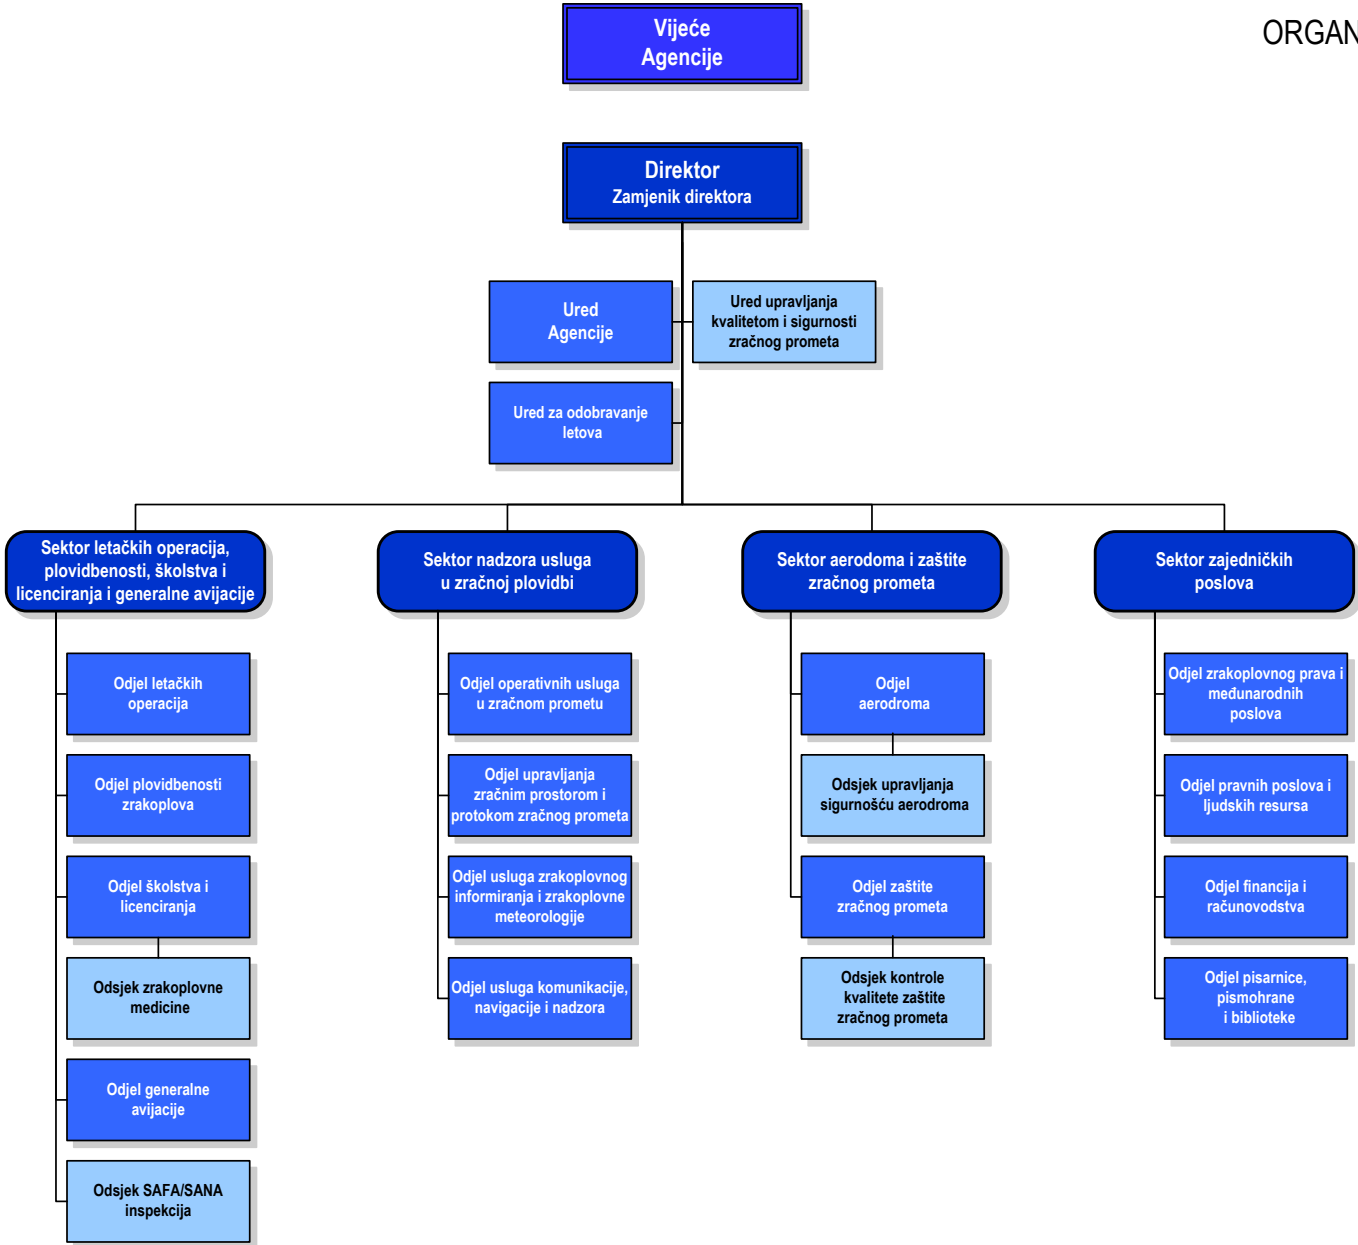 Vijeće
Agencije
ORGAN
Direktor
Zamjenik direktora
Ured
Agencije
Ured upravljanja
kvalitetom i sigurnosti
zračnog prometa
Ured za odobravanje
letova
Sektor letačkih operacija,
plovidbenosti, školstva i
licenciranja i generalne avijacije
Sektor nadzora usluga
u zračnoj plovidbi
Sektor aerodoma i zaštite
zračnog prometa
Sektor zajedničkih
poslova
Odjel letačkih
operacija
Odjel plovidbenosti
zrakoplova
Odjel školstva i
licenciranja
Odsjek zrakoplovne
medicine
Odjel generalne
avijacije
Odsjek SAFA/SANA
inspekcija
Odjel operativnih usluga
u zračnom prometu
Odjel upravljanja
zračnim prostorom i
protokom zračnog prometa
Odjel usluga zrakoplovnog
informiranja i zrakoplovne
meteorologije
Odjel usluga komunikacije,
navigacije i nadzora
Odjel
aerodroma
Odsjek upravljanja
sigurnošću aerodroma
Odjel zaštite
zračnog prometa
Odsjek kontrole
kvalitete zaštite
zračnog prometa
Odjel zrakoplovnog prava i
međunarodnih
poslova
Odjel pravnih poslova i
ljudskih resursa
Odjel financija i
računovodstva
Odjel pisarnice,
pismohrane
i biblioteke